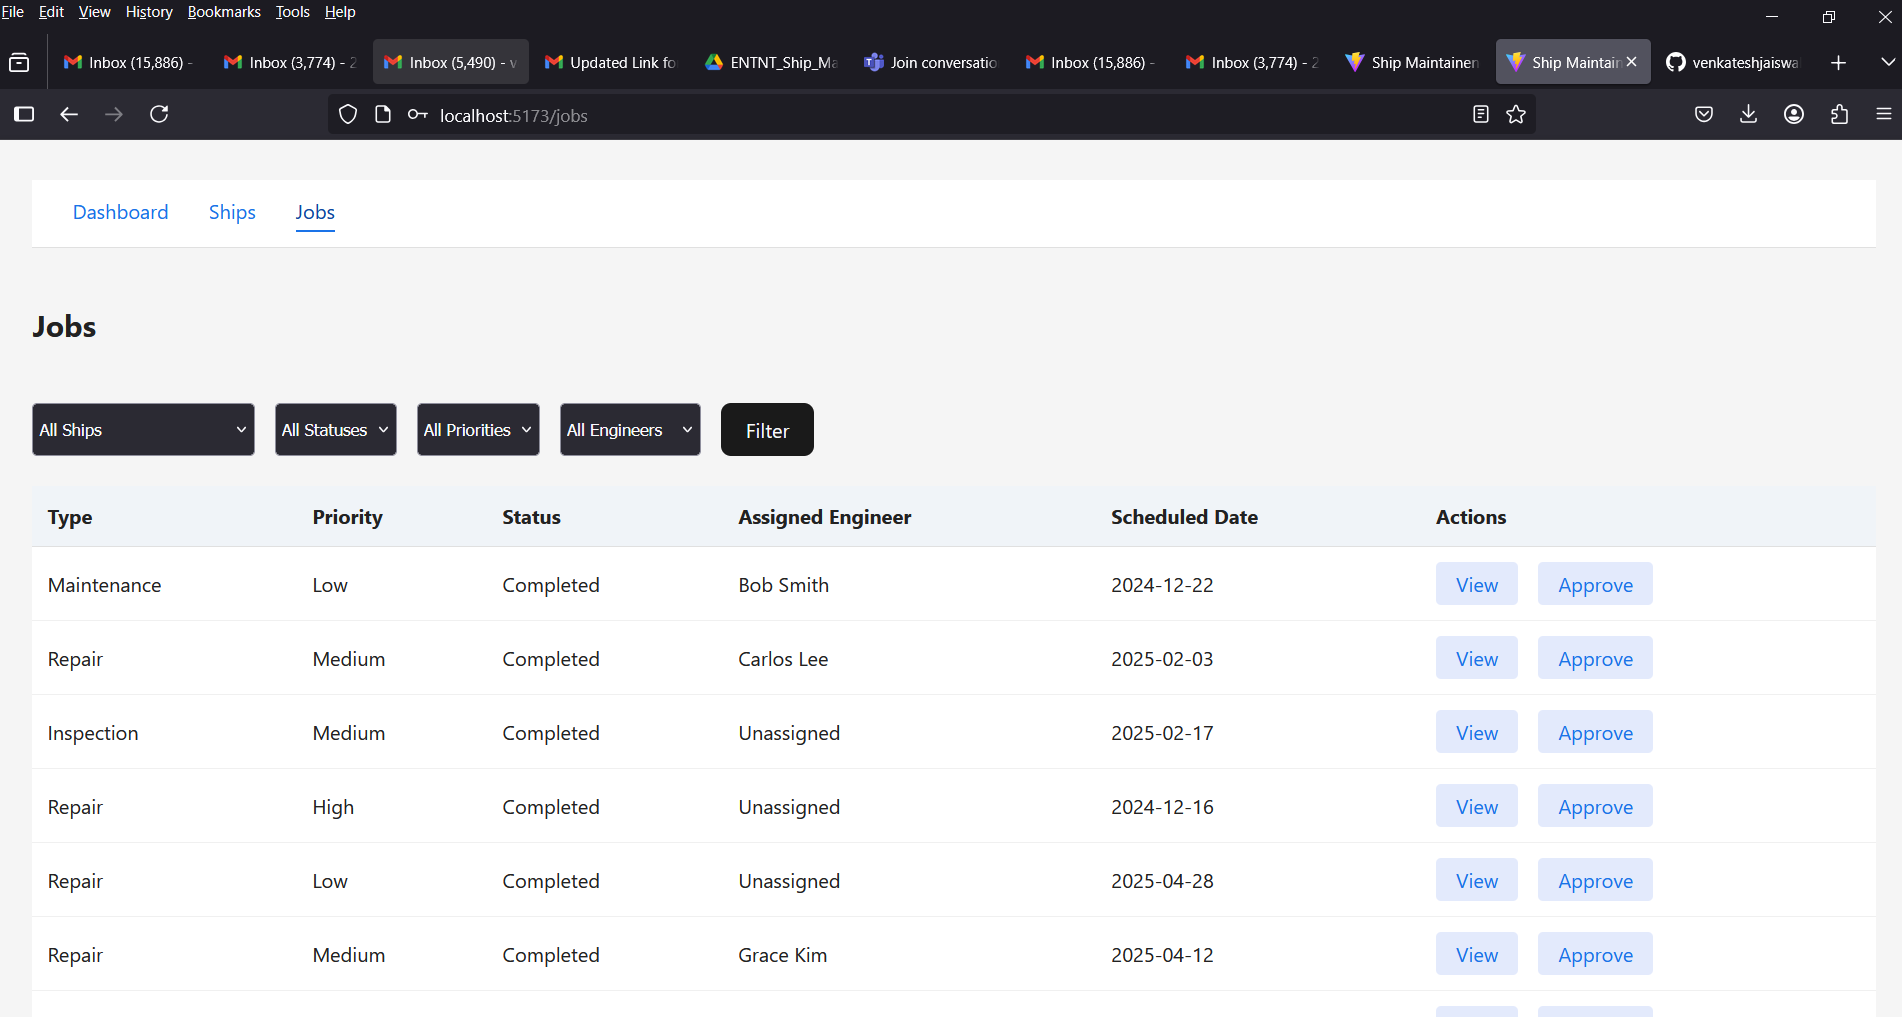 File Edit View History Bookmarks Tools Help
Inbox (15,886) - Inbox (3,774) - 2 Inbox (5,490) - v Updated Link fo ENTNT_Ship_Ma Join conversatio Inbox (15,886) - Inbox (3,774) - 2 Ship Maintainen Ship Maintain venkateshjaiswa
localhost:5173/jobs
Dashboard Ships Jobs
Jobs
All Ships All Statuses All Priorities All Engineers Filter
Type Priority Status Assigned Engineer Scheduled Date Actions
Maintenance Low Completed Bob Smith 2024-12-22 View Approve
Repair Medium Completed Carlos Lee 2025-02-03 View Approve
Inspection Medium Completed Unassigned 2025-02-17 View Approve
Repair High Completed Unassigned 2024-12-16 View Approve
Repair Low Completed Unassigned 2025-04-28 View Approve
Repair Medium Completed Grace Kim 2025-04-12 View Approve